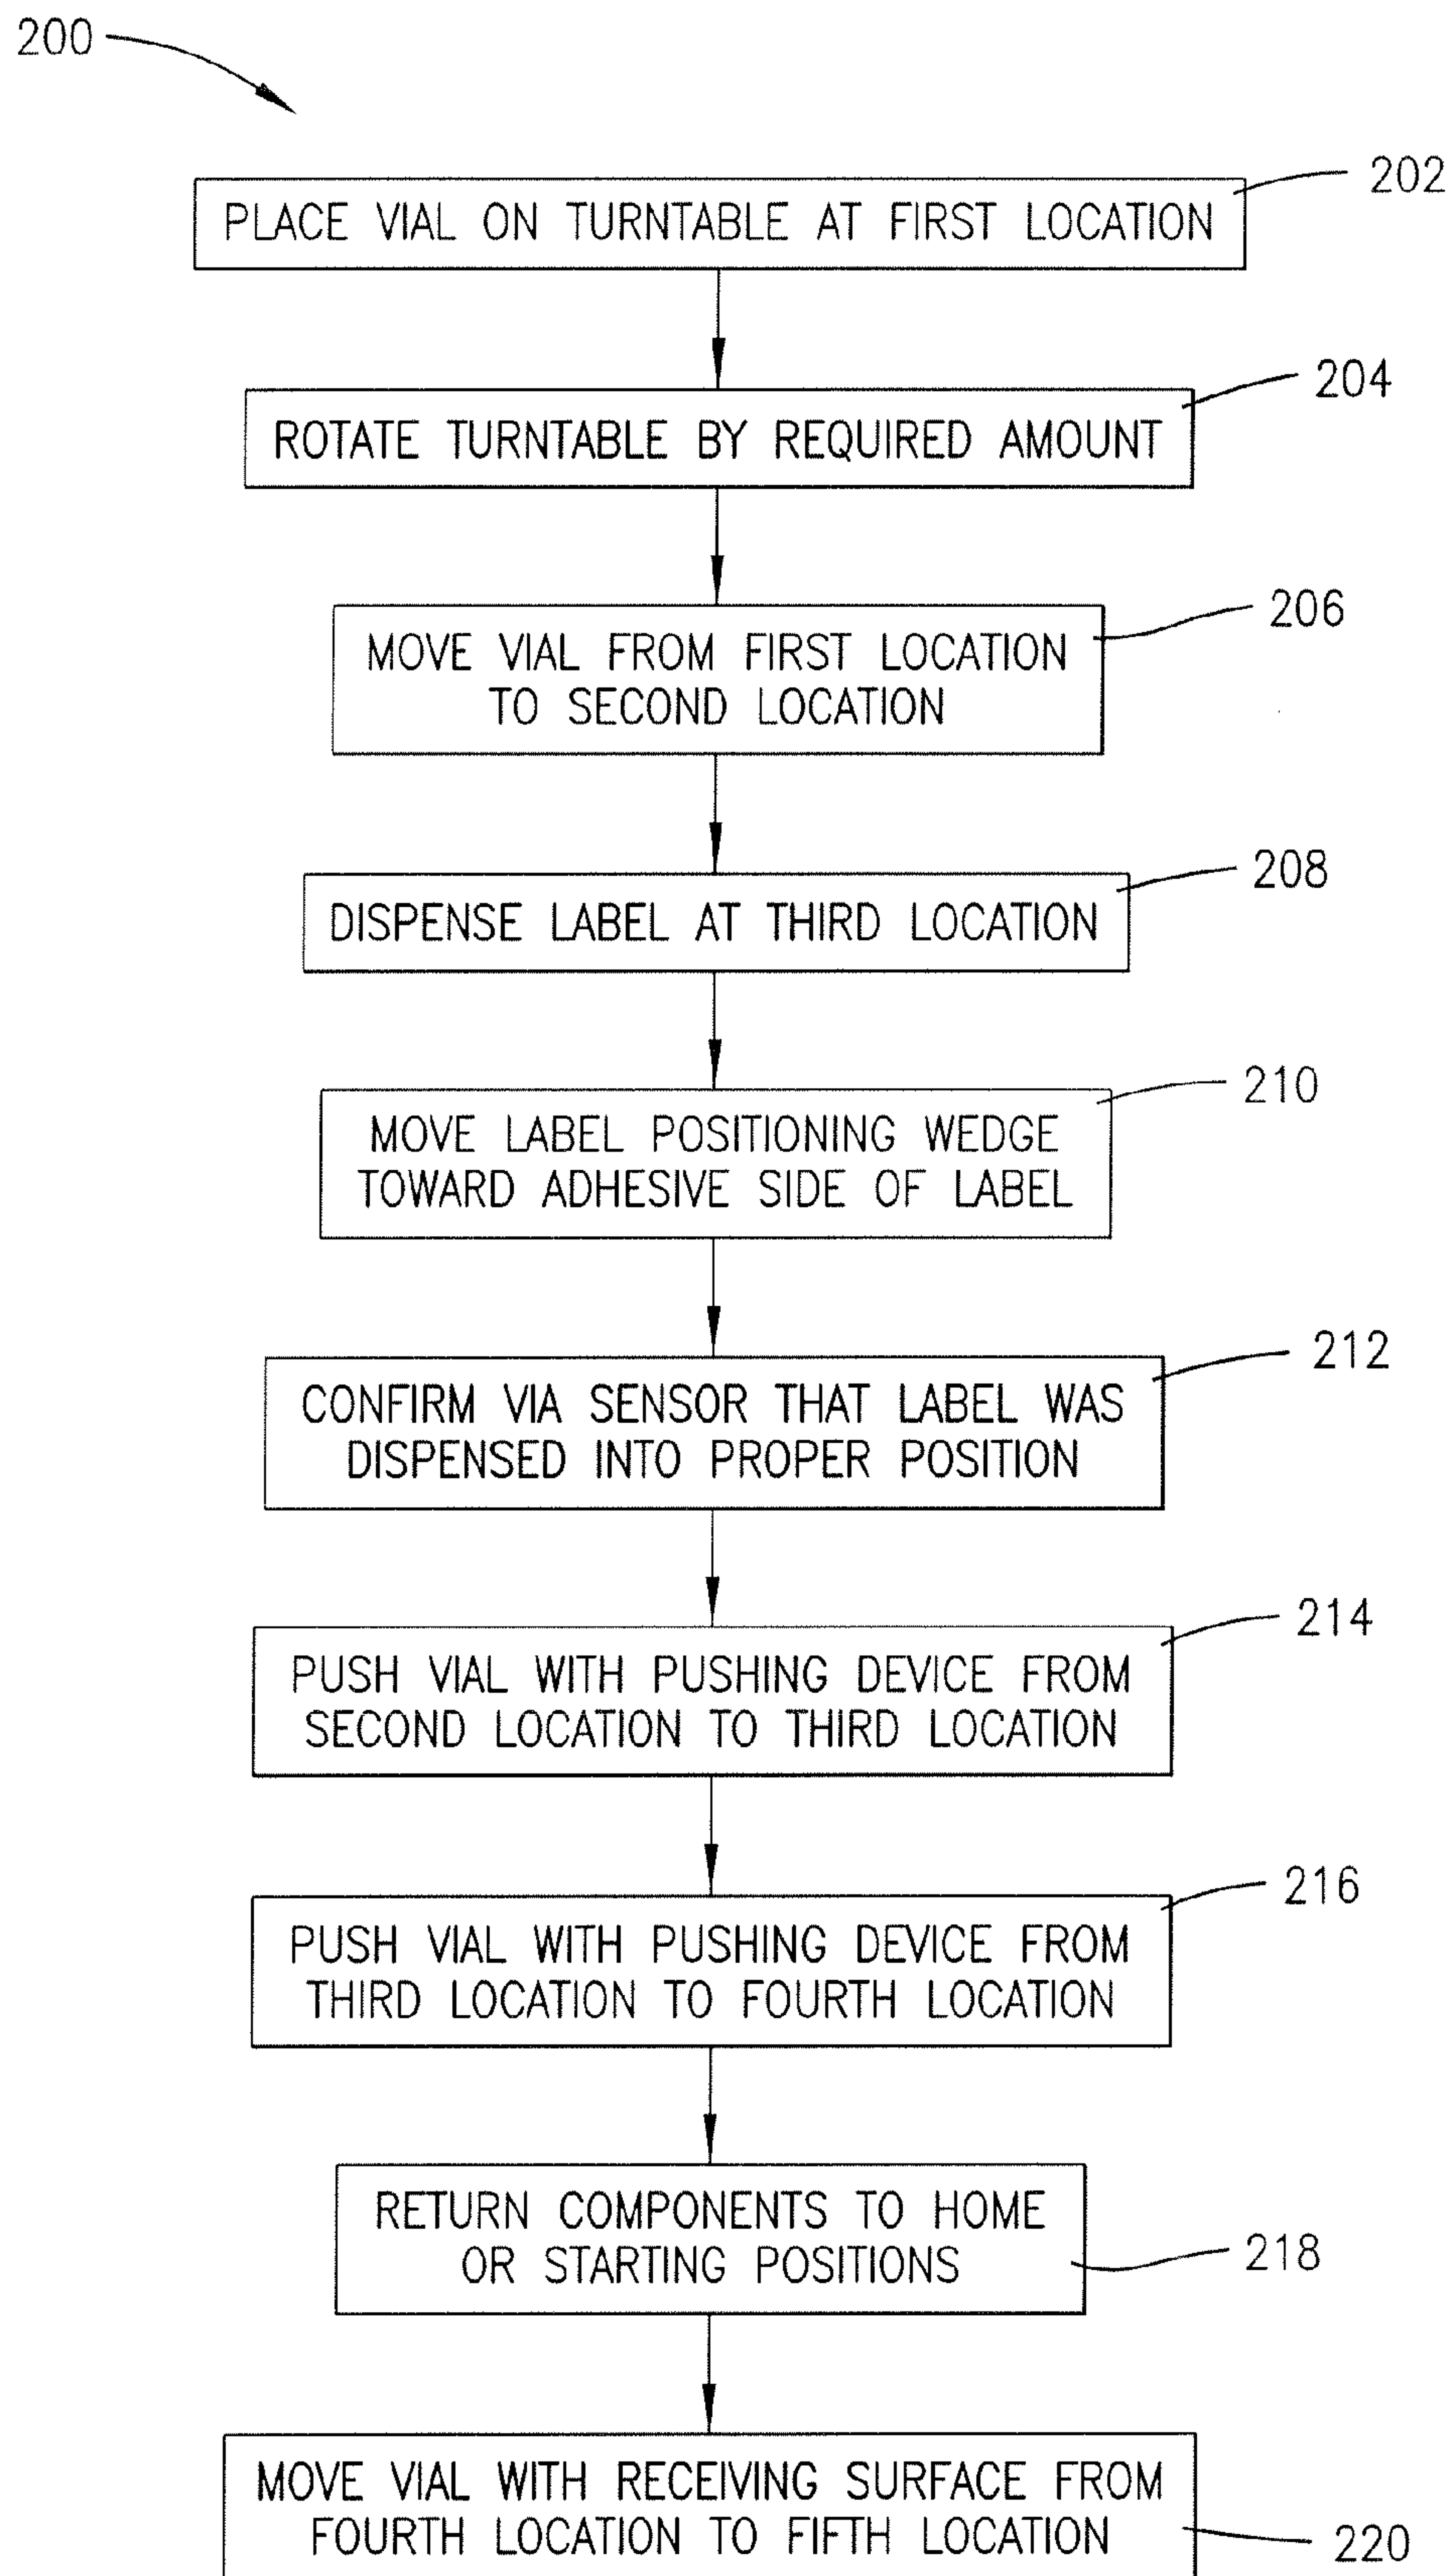 200
PLACE VIAL ON TURNTABLE AT FIRST LOCATION
202
ROTATE TURNTABLE BY REQUIRED AMOUNT
204
MOVE VIAL FROM FIRST LOCATION
TO SECOND LOCATION
206
DISPENSE LABEL AT THIRD LOCATION
208
MOVE LABEL POSITIONING WEDGE
TOWARD ADHESIVE SIDE OF LABEL
210
CONFIRM VIA SENSOR THAT LABEL WAS
DISPENSED INTO PROPER POSITION
212
PUSH VIAL WITH PUSHING DEVICE FROM
SECOND LOCATION TO THIRD LOCATION
214
PUSH VIAL WITH PUSHING DEVICE FROM
THIRD LOCATION TO FOURTH LOCATION
216
RETURN COMPONENTS TO HOME
OR STARTING POSITIONS
218
MOVE VIAL WITH RECEIVING SURFACE FROM
FOURTH LOCATION TO FIFTH LOCATION
220